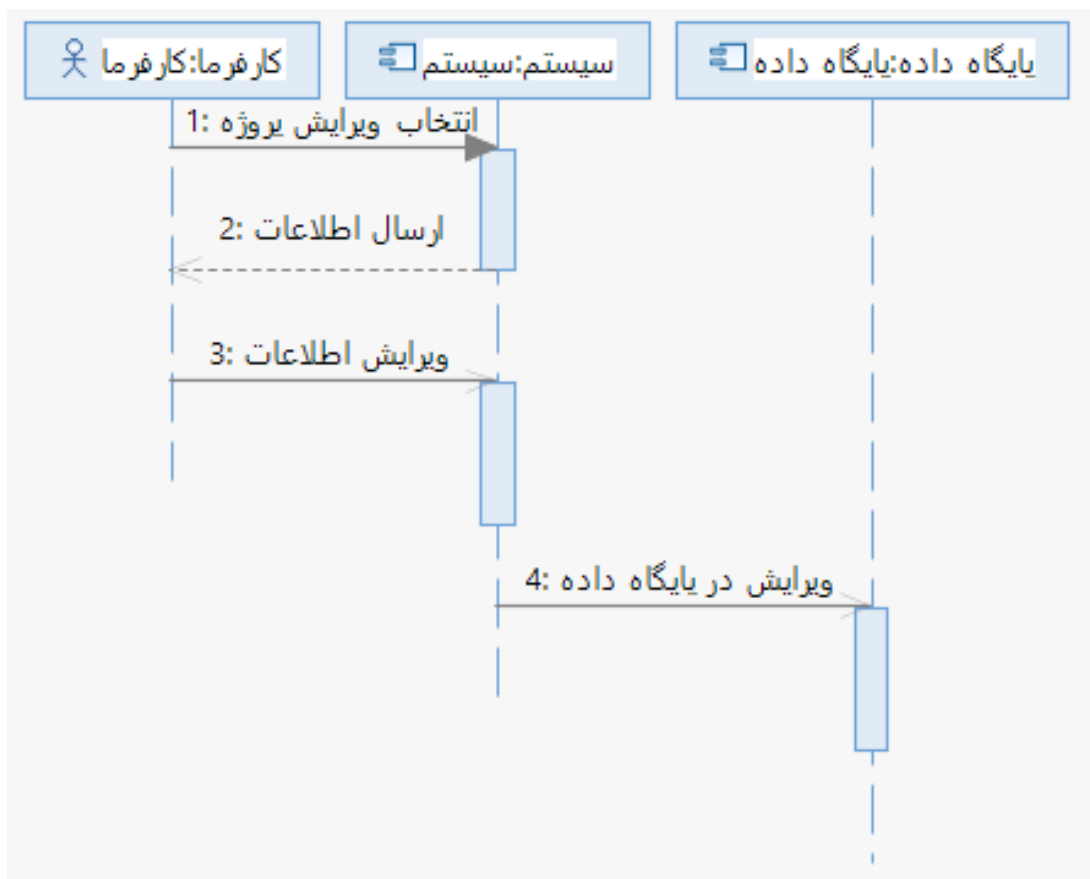 کارفرما:کارفرما
سیستم:سیستم
پایگاه داده:پایگاه داده
1: انتخاب ویرایش پروژه
2: ارسال اطلاعات
3: ویرایش اطلاعات
4: ویرایش در پایگاه داده